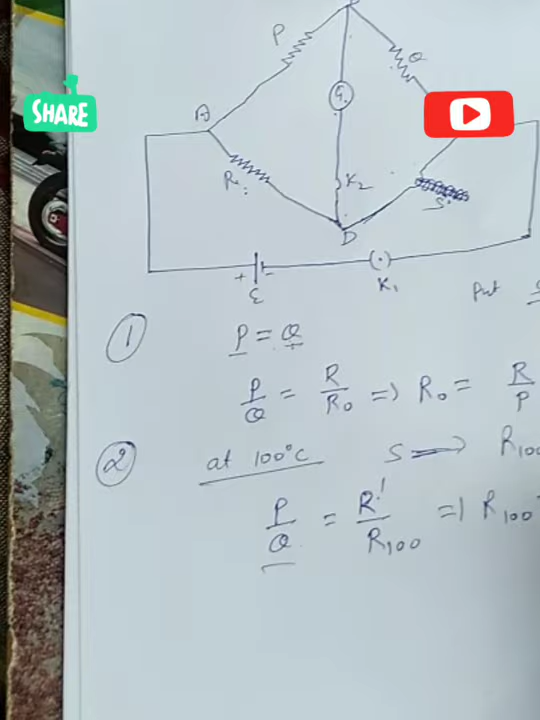 P
Q
SHARE
A
G
R
K₂
S
D
+ -
ε
K₁
Put
① P = Q
P/Q = R/R₀ ⇒ R₀ = R/P
② at 100°C S → R₁₀₀
P/Q = R'/R₁₀₀ ⇒ R₁₀₀